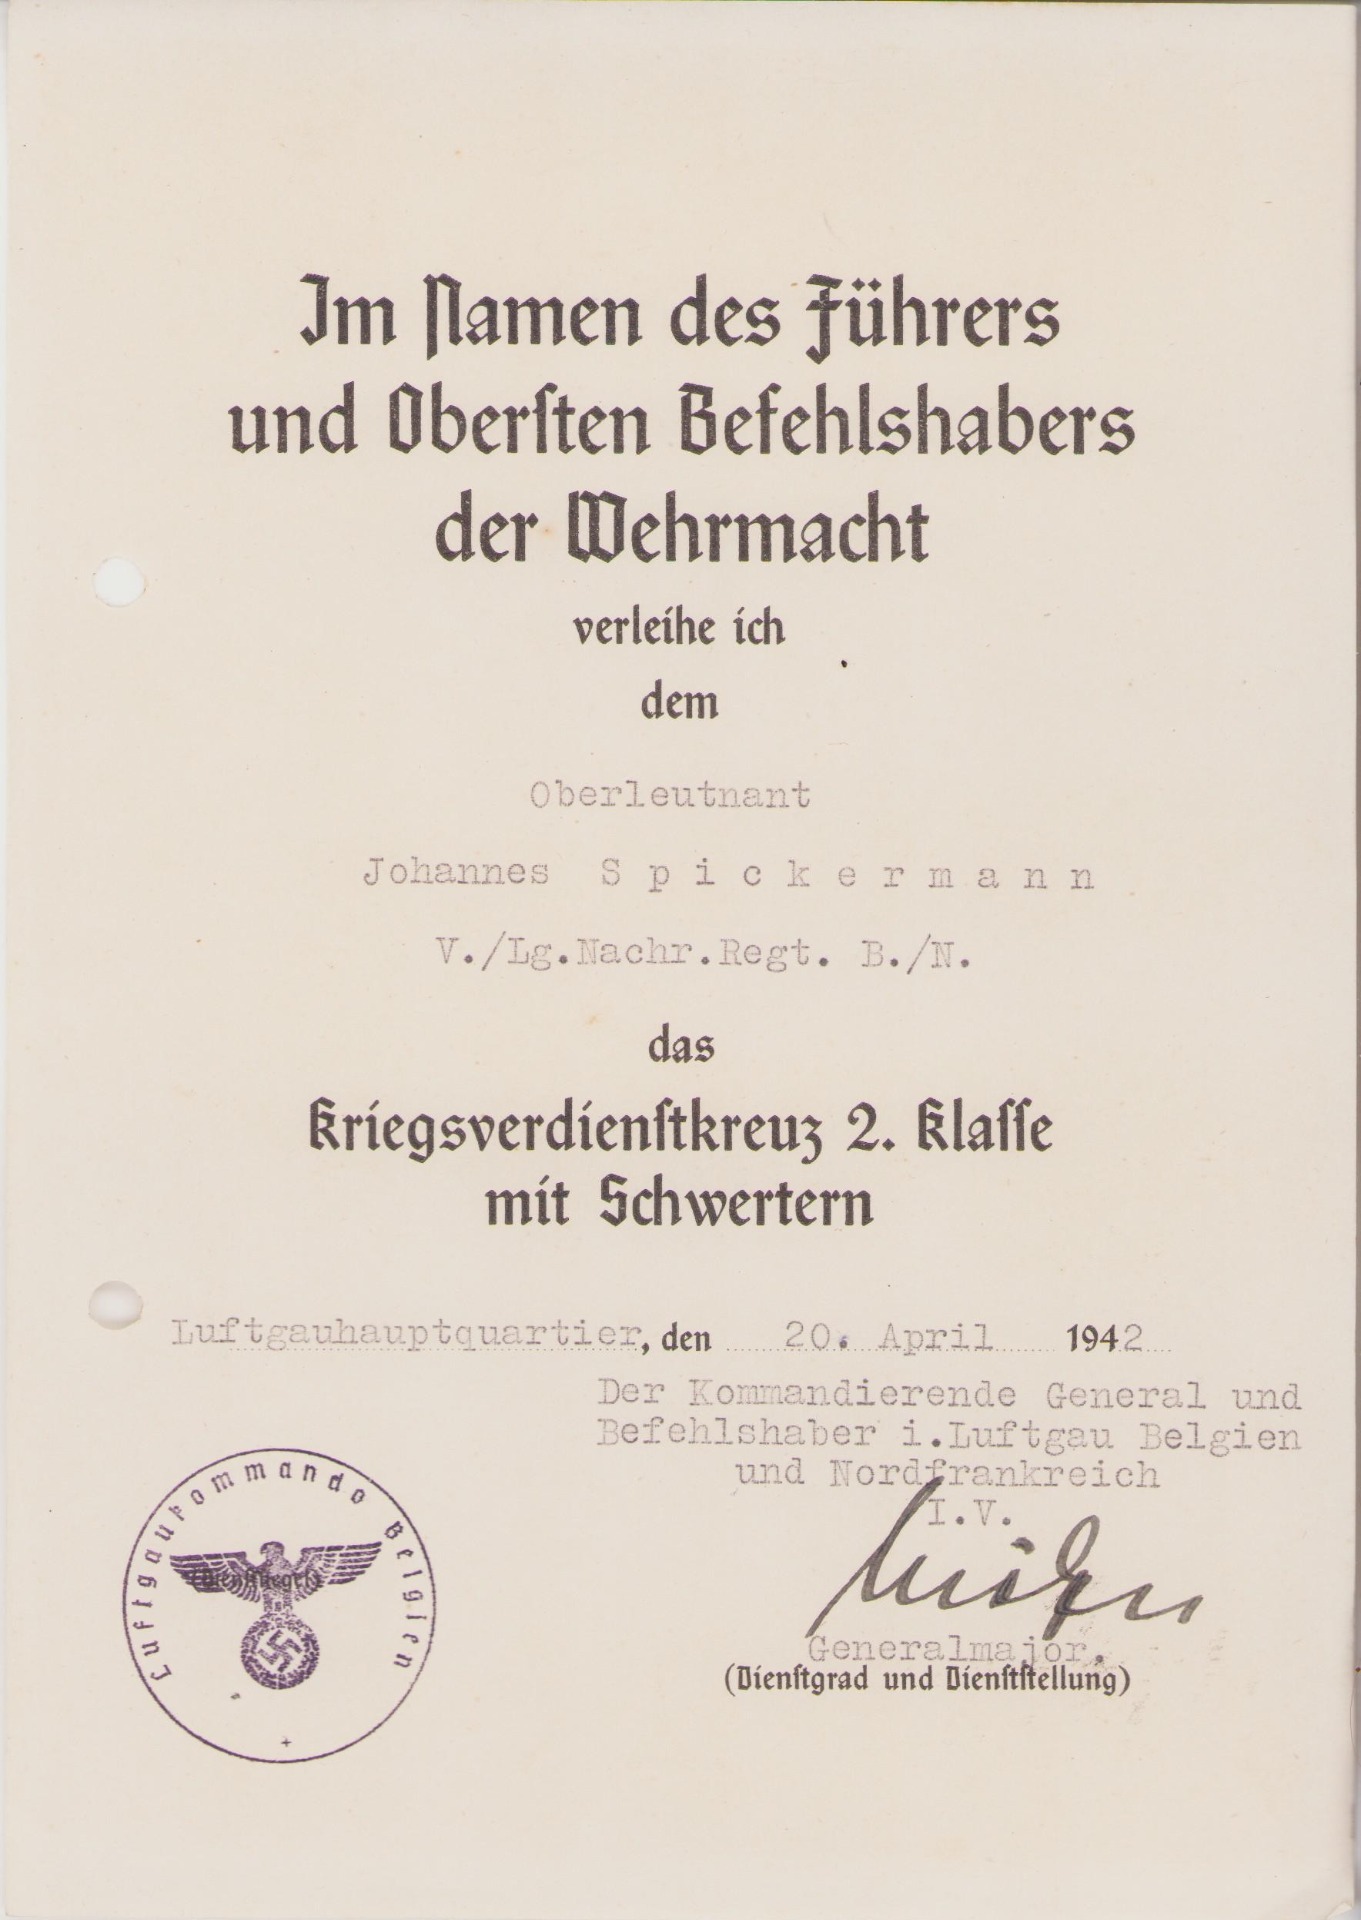 Im Namen des Führers
und Oberſten Befehlshabers
der Wehrmacht
verleihe ich
dem
Oberleutnant
Johannes S p i c k e r m a n n
V./Lg.Nachr.Regt. B./N.
das
Kriegsverdienſtkreuz 2. Klaſſe
mit Schwertern
Luftgauhauptquartier, den 20. April 1942
Der Kommandierende General und
Befehlshaber i.Luftgau Belgien
und Nordfrankreich
I.V.
Generalmajor.
(Dienſtgrad und Dienſtſtellung)
Luftgaukommando Belgien
(Dienſtſiegel)